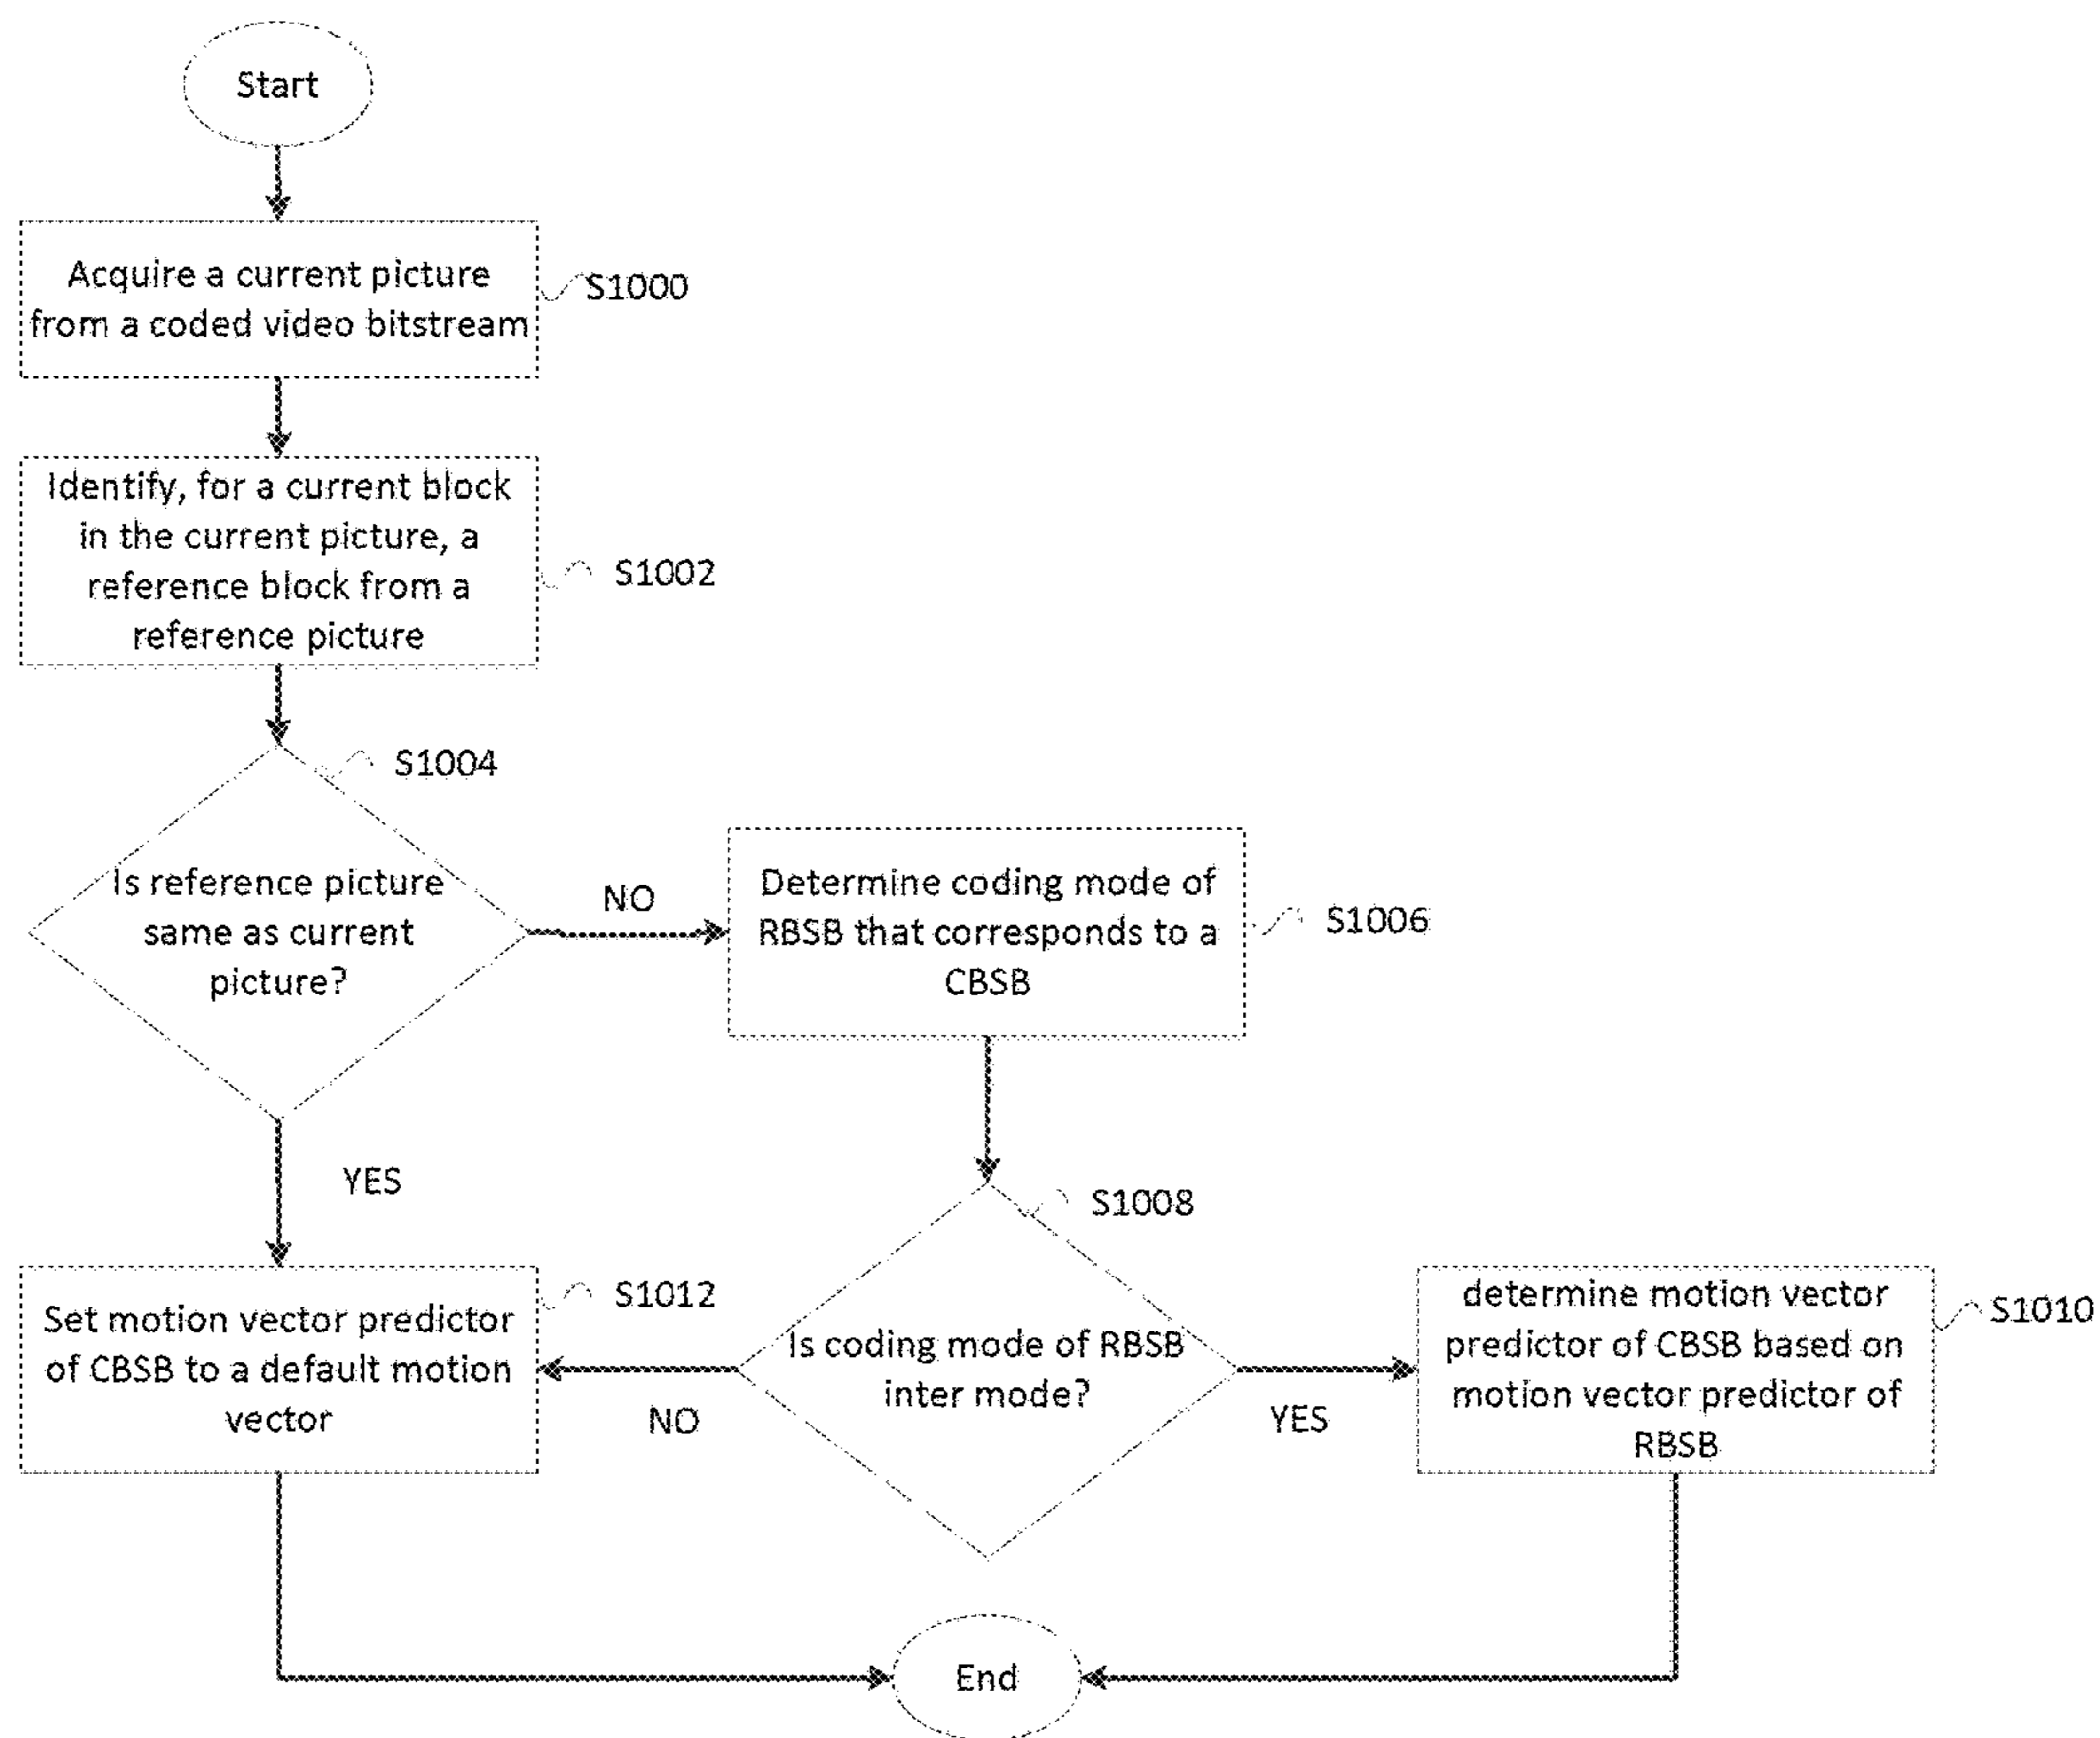 Start
Acquire a current picture
from a coded video bitstream
S1000
Identify, for a current block
in the current picture, a
reference block from a
reference picture
S1002
S1004
Is reference picture
same as current
picture?
NO
Determine coding mode of
RBSB that corresponds to a
CBSB
S1006
YES
S1008
Set motion vector predictor
of CBSB to a default motion
vector
S1012
Is coding mode of RBSB
inter mode?
NO
YES
determine motion vector
predictor of CBSB based on
motion vector predictor of
RBSB
S1010
End